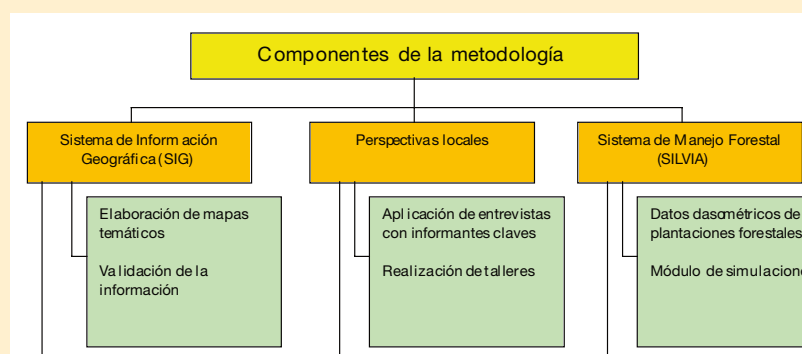 Componentes de la metodología
Sistema de Información
Geográfica (SIG)
Perspectivas locales
Sistema de Manejo Forestal
(SILVIA)
Elaboración de mapas
temáticos
Validación de la
información
Aplicación de entrevistas
con informantes claves
Realización de talleres
Datos dasométricos de
plantaciones forestales
Módulo de simulacione